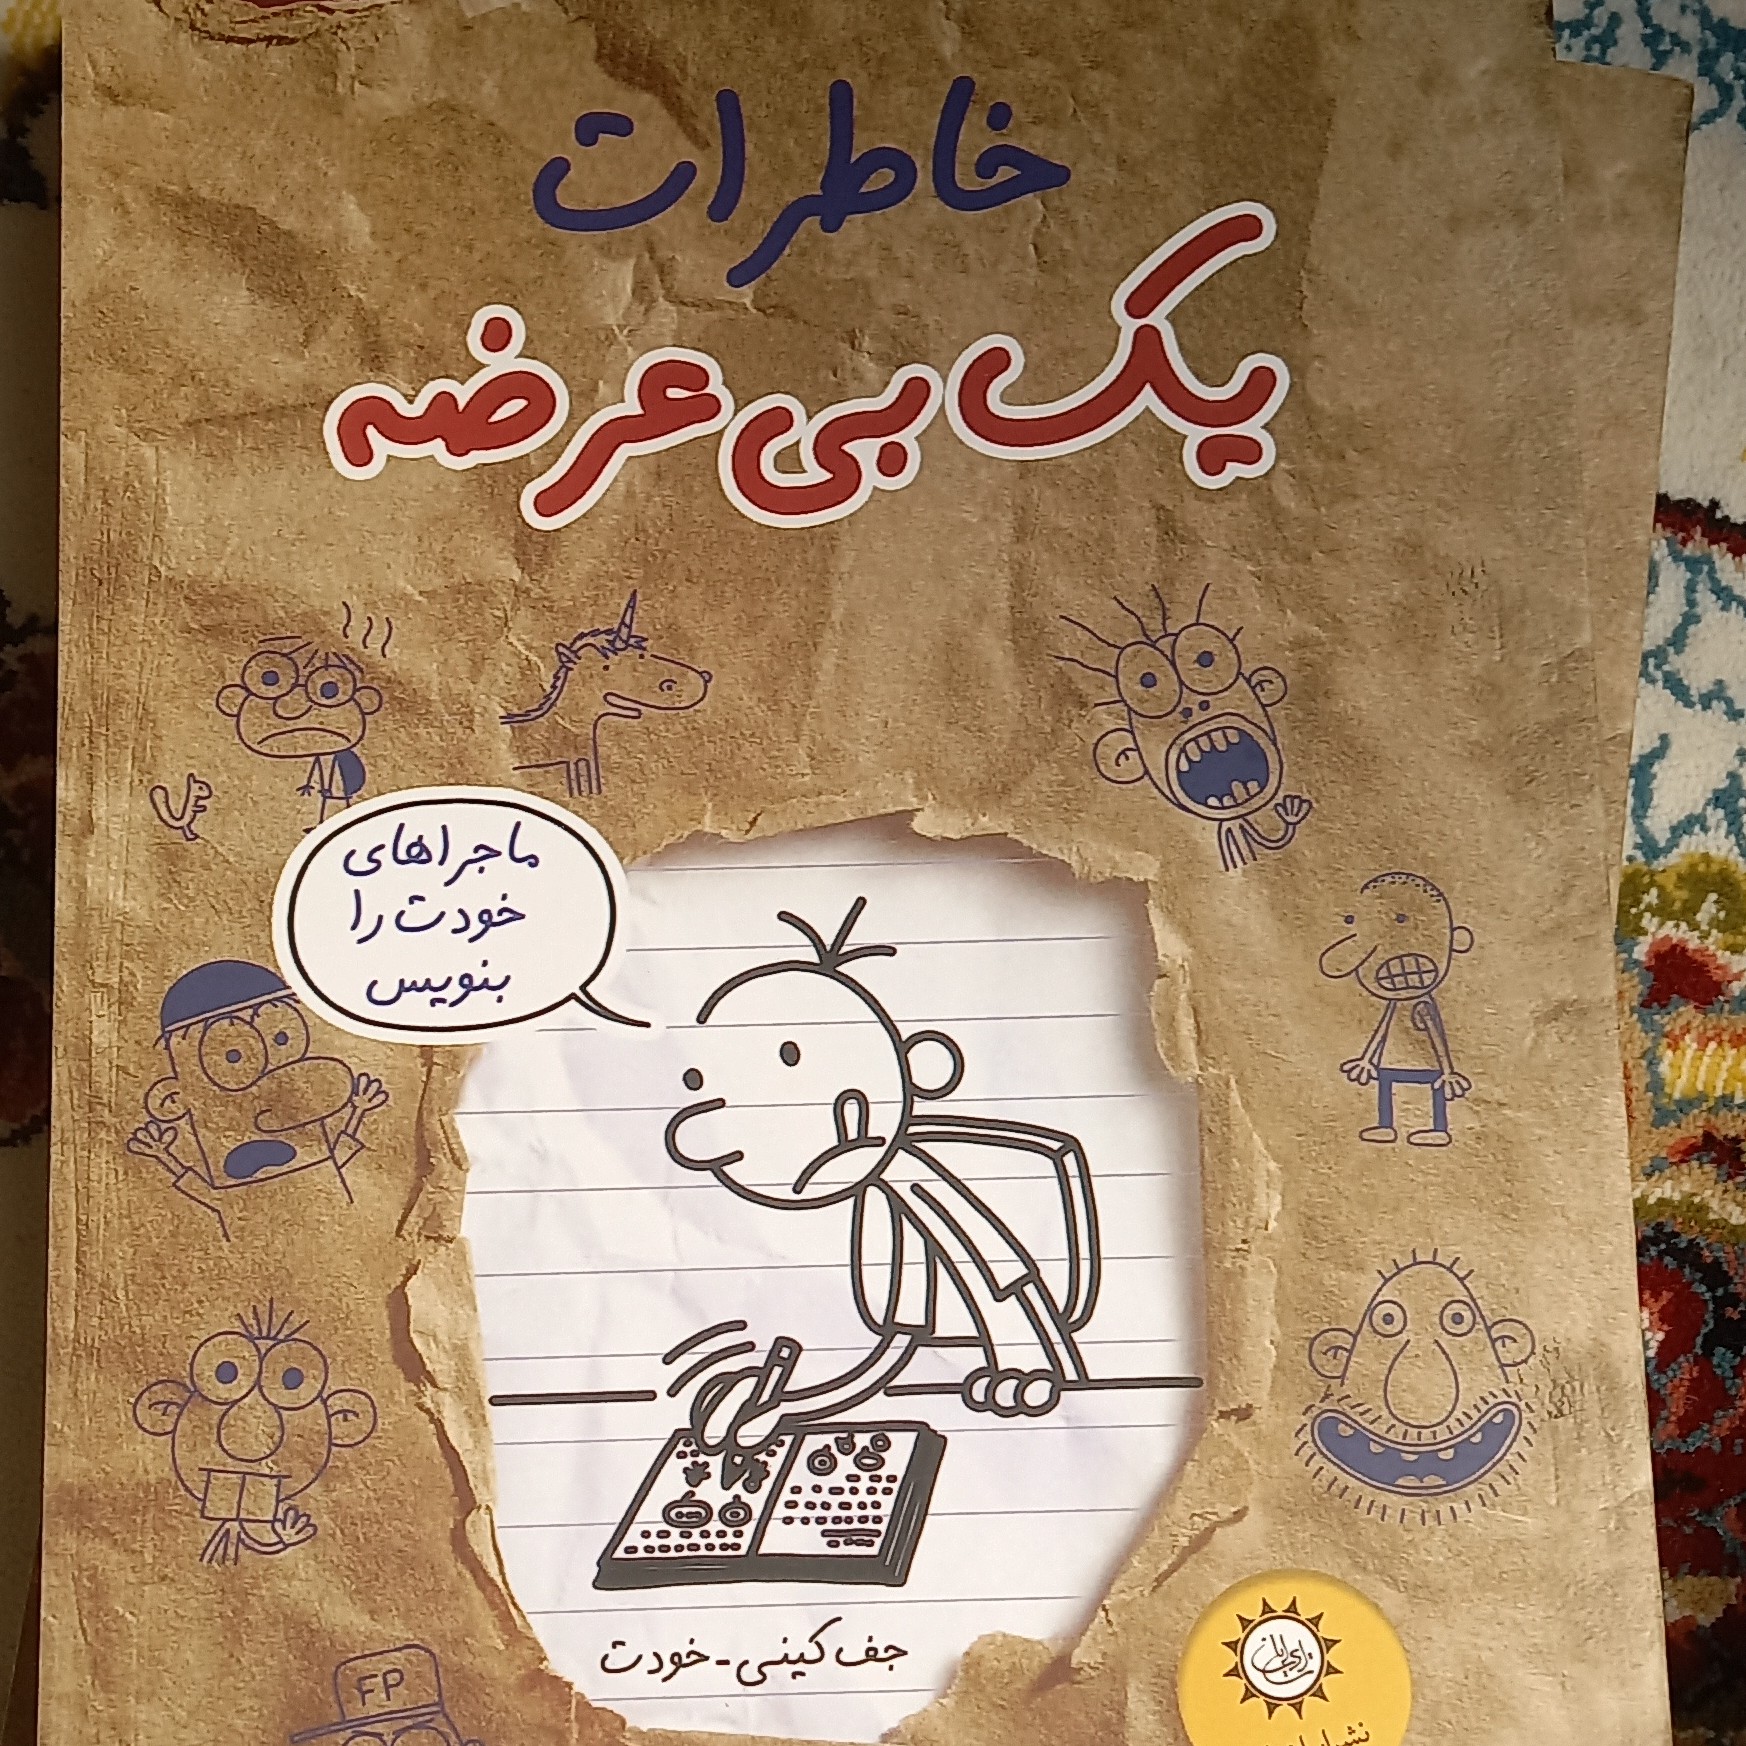 خاطرات
یک بی عرضه
ماجراهای
خودت را
بنویس
جف کینی - خودت
FP